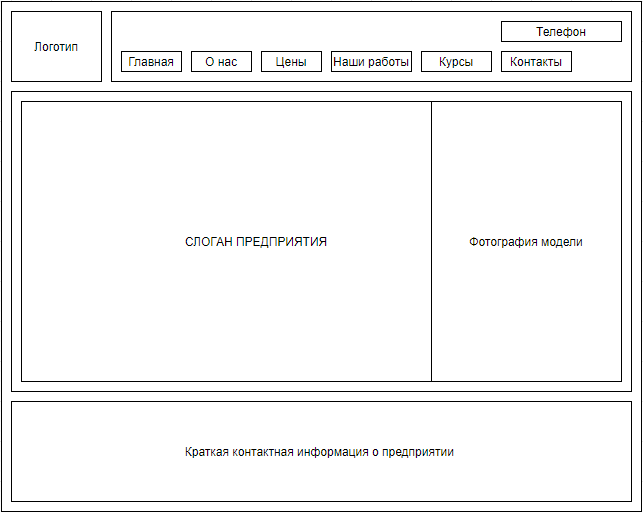 Логотип
Телефон
Главная
О нас
Цены
Наши работы
Курсы
Контакты
СЛОГАН ПРЕДПРИЯТИЯ
Фотография модели
Краткая контактная информация о предприятии